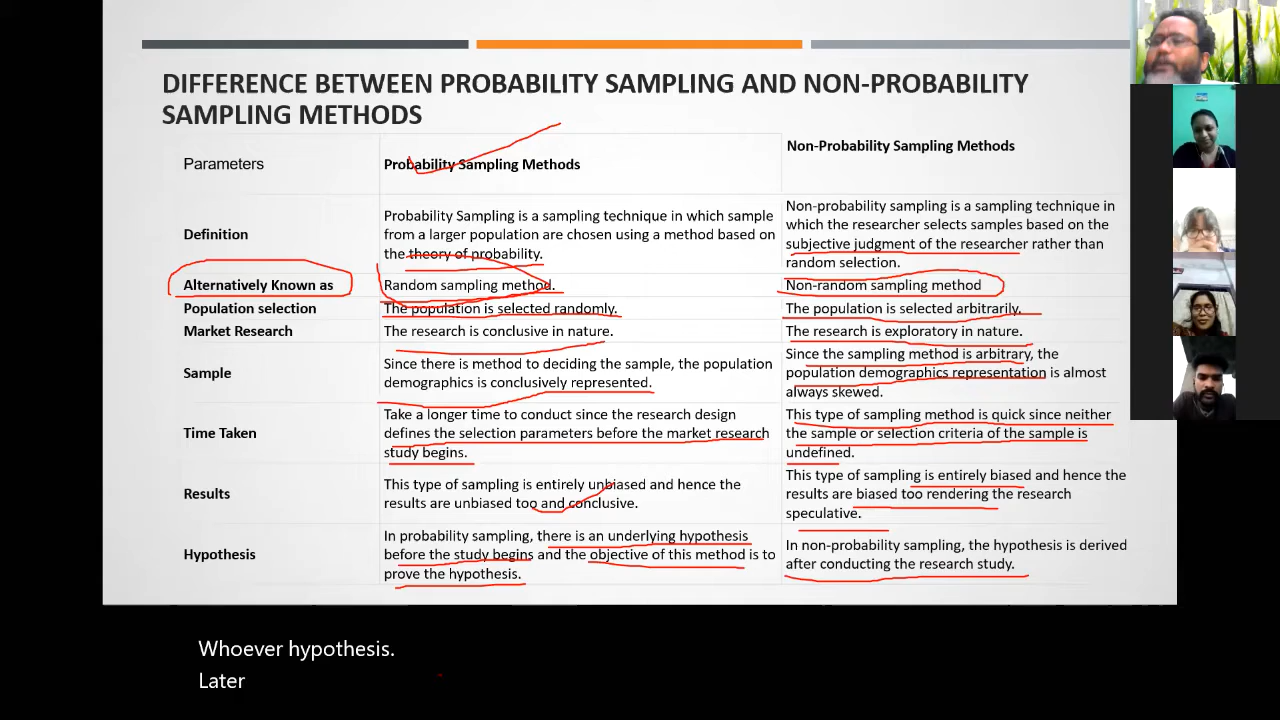 DIFFERENCE BETWEEN PROBABILITY SAMPLING AND NON-PROBABILITY
SAMPLING METHODS
Parameters
Probability Sampling Methods
Non-Probability Sampling Methods
Definition
Probability Sampling is a sampling technique in which sample
from a larger population are chosen using a method based on
the theory of probability.
Non-probability sampling is a sampling technique in
which the researcher selects samples based on the
subjective judgment of the researcher rather than
random selection.
Alternatively Known as
Random sampling method.
Non-random sampling method
Population selection
The population is selected randomly.
The population is selected arbitrarily.
Market Research
The research is conclusive in nature.
The research is exploratory in nature.
Sample
Since there is method to deciding the sample, the population
demographics is conclusively represented.
Since the sampling method is arbitrary, the
population demographics representation is almost
always skewed.
Time Taken
Take a longer time to conduct since the research design
defines the selection parameters before the market research
study begins.
This type of sampling method is quick since neither
the sample or selection criteria of the sample is
undefined.
Results
This type of sampling is entirely unbiased and hence the
results are unbiased too and conclusive.
This type of sampling is entirely biased and hence the
results are biased too rendering the research
speculative.
Hypothesis
In probability sampling, there is an underlying hypothesis
before the study begins and the objective of this method is to
prove the hypothesis.
In non-probability sampling, the hypothesis is derived
after conducting the research study.
Whoever hypothesis.
Later